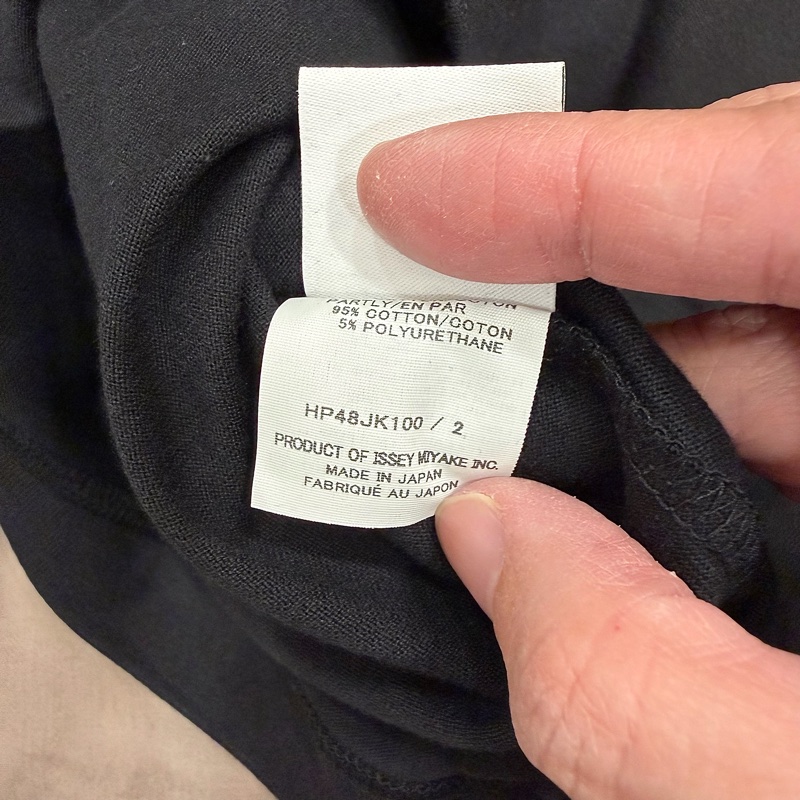 PARTLY/EN PAR
95% COTTON/COTON
5% POLYURETHANE
HP48JK100 / 2
PRODUCT OF ISSEY MIYAKE INC.
MADE IN JAPAN
FABRIQUÉ AU JAPON